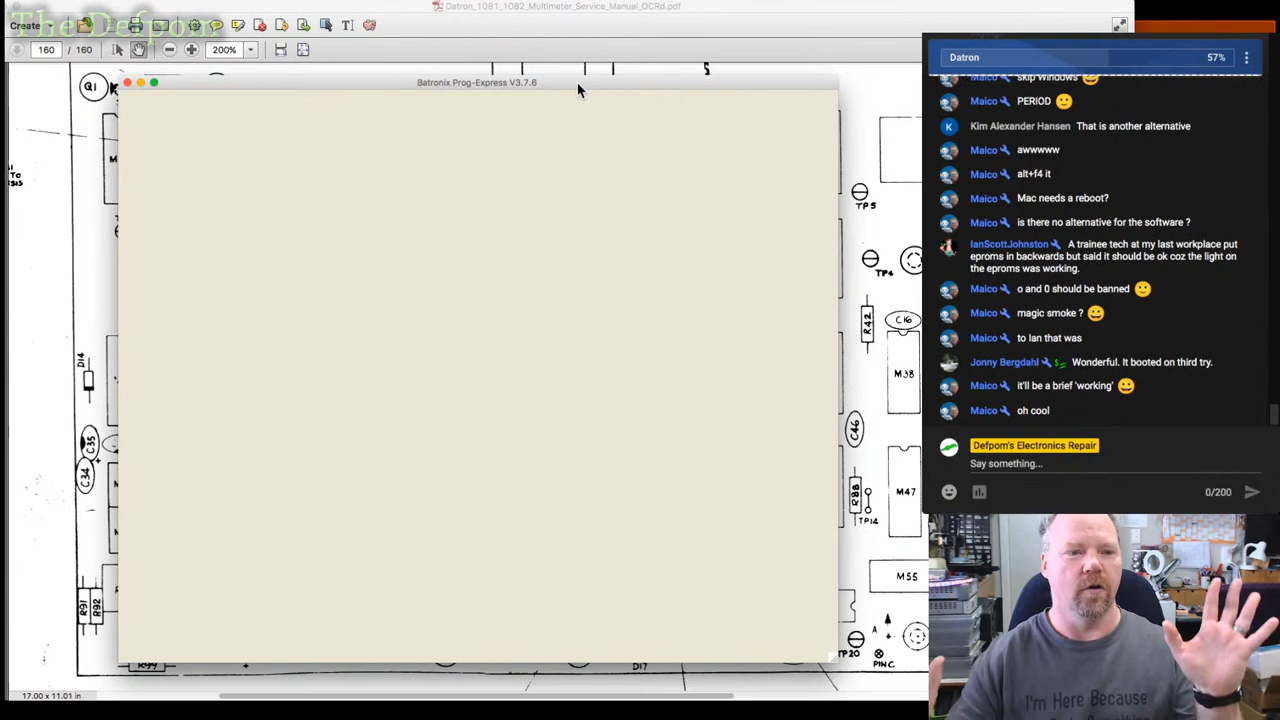 Datron_1081_1082_Multimeter_Service_Manual_OCRd.pdf
The Defpom
Create
160 / 160
200%
Batronix Prog-Express V3.7.6
Q1
TP5
TP4
R42
C16
M38
D14
C35
C34
C46
M47
R88
TP14
M55
R91
R92
A
TP20
PINC
R99
D17
17.00 x 11.01 in
Datron
57%
Maico skip Windows 😀
Maico PERIOD 🙂
K Kim Alexander Hansen That is another alternative
Maico awwwww
Maico alt+f4 it
Maico Mac needs a reboot?
Maico is there no alternative for the software ?
IanScottJohnston A trainee tech at my last workplace put
eproms in backwards but said it should be ok coz the light on
the eproms was working.
Maico o and 0 should be banned 🙂
Maico magic smoke ? 😀
Maico to Ian that was
Jonny Bergdahl Wonderful. It booted on third try.
Maico it'll be a brief 'working' 😀
Maico oh cool
Defpom's Electronics Repair
Say something...
0/200
I'm Here Because